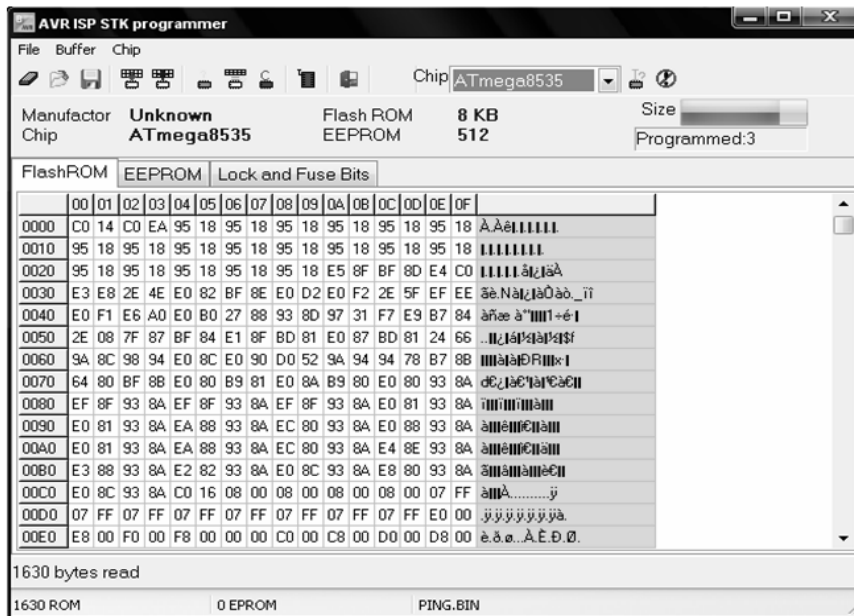 AVR ISP STK programmer
File Buffer Chip
Chip ATmega8535
Manufactor Unknown Flash ROM 8 KB Size
Chip ATmega8535 EEPROM 512 Programmed:3
FlashROM EEPROM Lock and Fuse Bits
00 01 02 03 04 05 06 07 08 09 0A 0B 0C 0D 0E 0F
0000 C0 14 C0 EA 95 18 95 18 95 18 95 18 95 18 95 18
0010 95 18 95 18 95 18 95 18 95 18 95 18 95 18 95 18
0020 95 18 95 18 95 18 95 18 95 18 E5 8F BF 8D E4 C0
0030 E3 E8 2E 4E E0 82 BF 8E E0 D2 E0 F2 2E 5F EF EE
0040 E0 F1 E6 A0 E0 B0 27 88 93 8D 97 31 F7 E9 B7 84
0050 2E 08 7F 87 BF 84 E1 8F BD 81 E0 87 BD 81 24 66
0060 9A 8C 98 94 E0 8C E0 90 D0 52 9A 94 94 78 B7 8B
0070 64 80 BF 8B E0 80 B9 81 E0 8A B9 80 E0 80 93 8A
0080 EF 8F 93 8A EF 8F 93 8A EF 8F 93 8A E0 81 93 8A
0090 E0 81 93 8A EA 88 93 8A EC 80 93 8A E0 88 93 8A
00A0 E0 81 93 8A EA 88 93 8A EC 80 93 8A E4 8E 93 8A
00B0 E3 88 93 8A E2 82 93 8A E0 8C 93 8A E8 80 93 8A
00C0 E0 8C 93 8A C0 16 08 00 08 00 08 00 08 00 07 FF
00D0 07 FF 07 FF 07 FF 07 FF 07 FF 07 FF 07 FF E0 00
00E0 E8 00 F0 00 F8 00 00 00 C0 00 C8 00 D0 00 D8 00
1630 bytes read
1630 ROM 0 EPROM PING.BIN